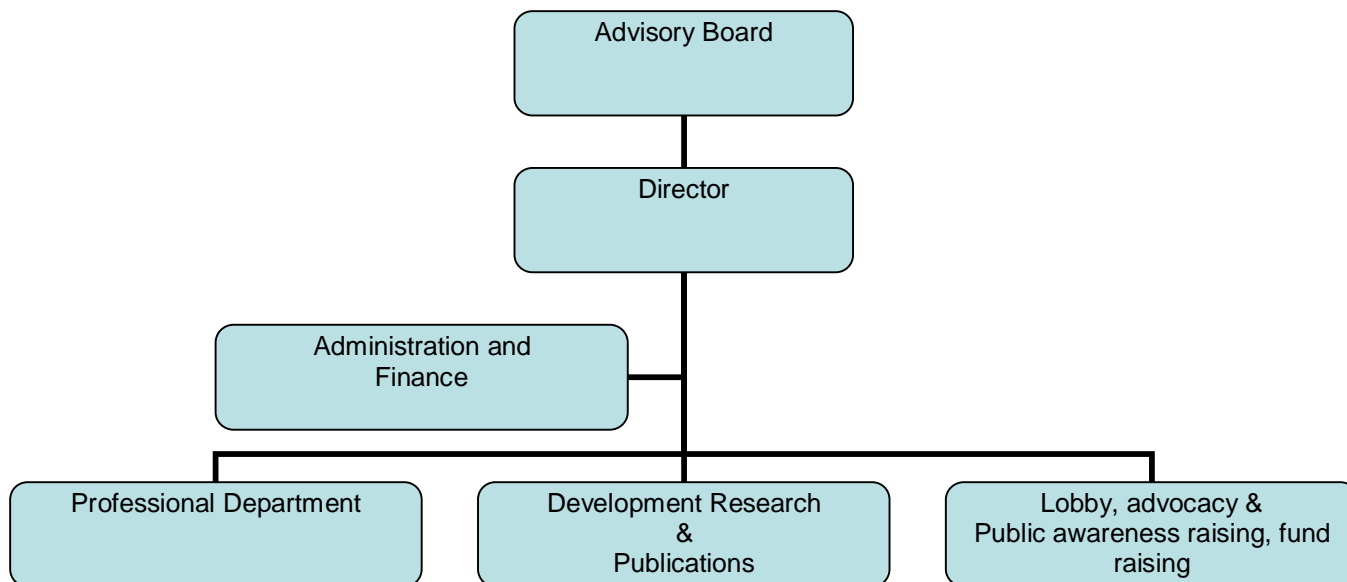 Advisory Board
Director
Administration and
Finance
Professional Department
Development Research
&
Publications
Lobby, advocacy &
Public awareness raising, fund
raising